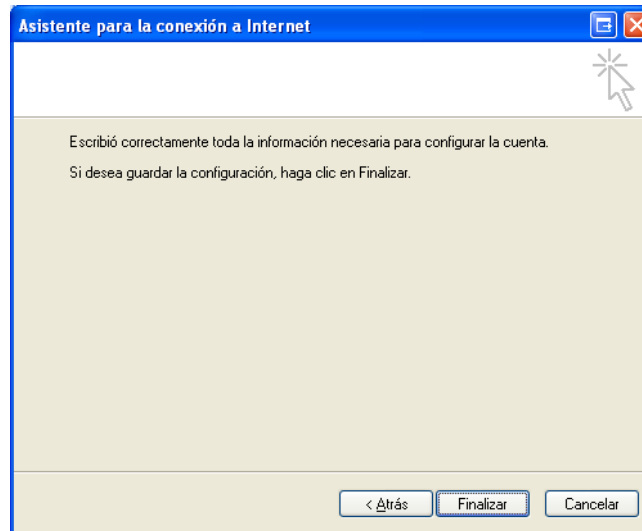 Asistente para la conexión a Internet
Escribió correctamente toda la información necesaria para configurar la cuenta.
Si desea guardar la configuración, haga clic en Finalizar.
< Atrás
Finalizar
Cancelar